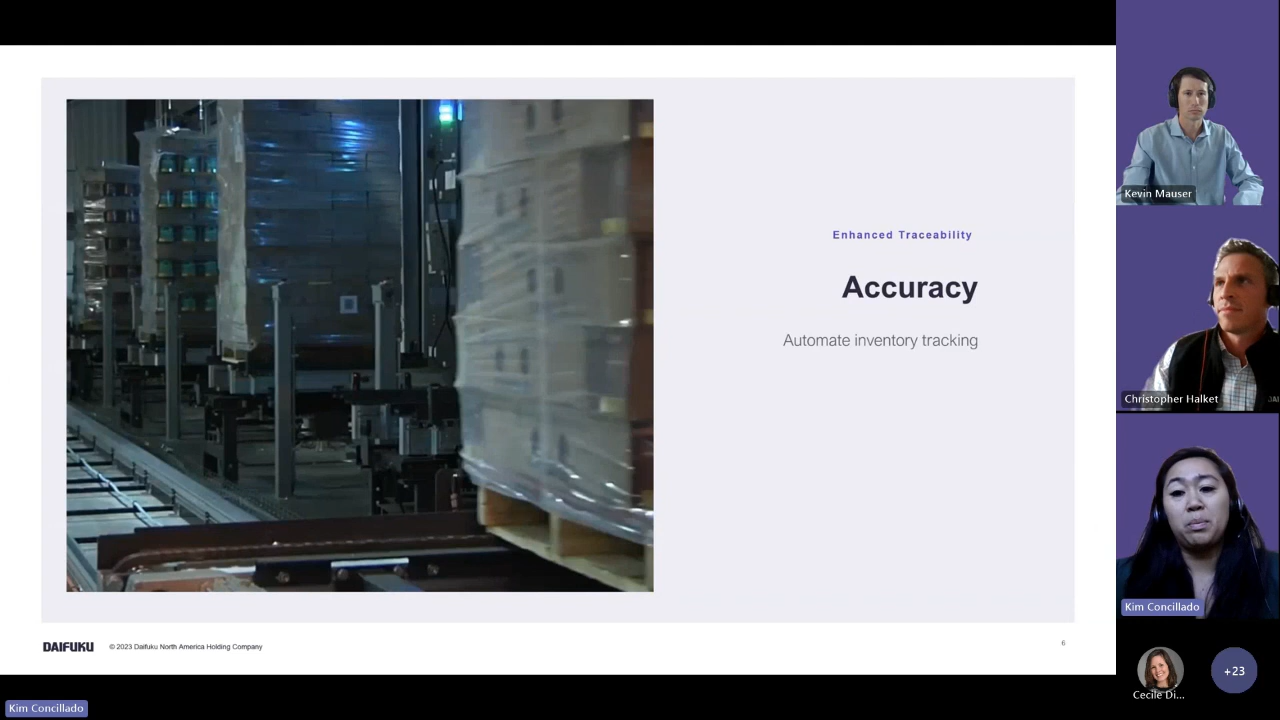 Enhanced Traceability
Accuracy
Automate inventory tracking
DAIFUKU
© 2023 Daifuku North America Holding Company
6
Kim Concillado
Kevin Mauser
Christopher Halket
Kim Concillado
Cecile Di...
+23